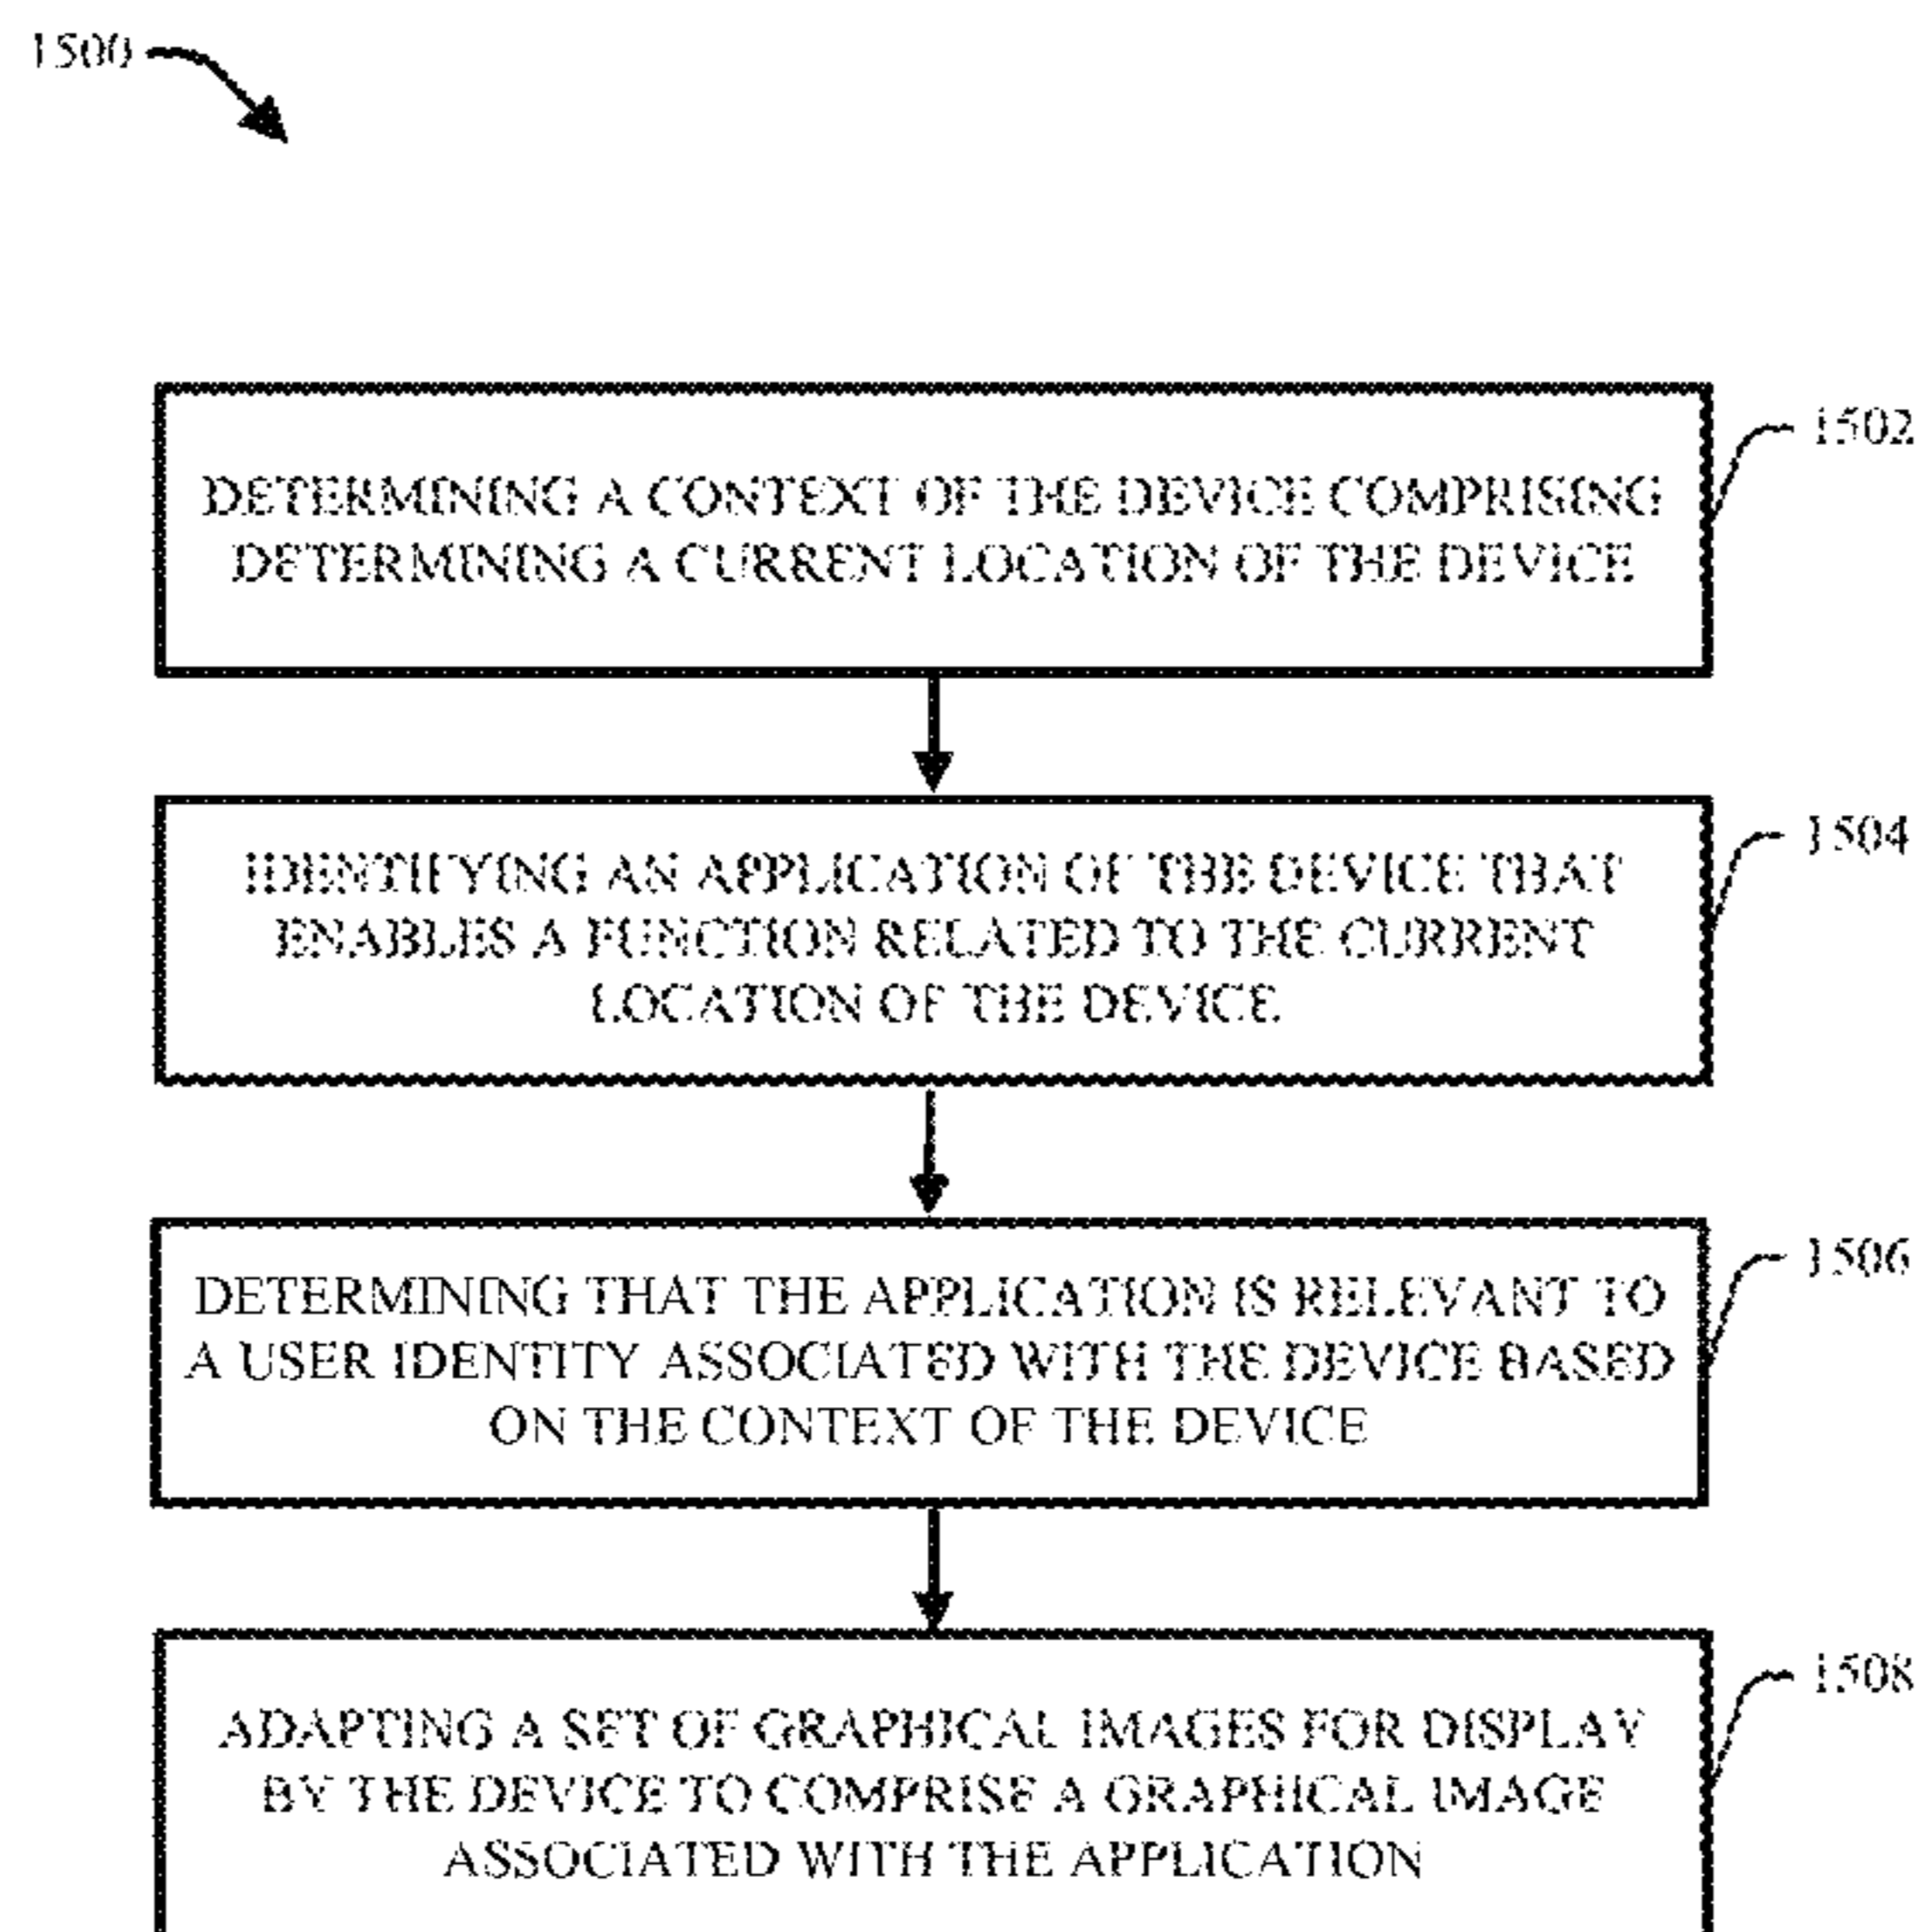 1500
DETERMINING A CONTEXT OF THE DEVICE COMPRISING
DETERMINING A CURRENT LOCATION OF THE DEVICE
1502
IDENTIFYING AN APPLICATION OF THE DEVICE THAT
ENABLES A FUNCTION RELATED TO THE CURRENT
LOCATION OF THE DEVICE
1504
DETERMINING THAT THE APPLICATION IS RELEVANT TO
A USER IDENTITY ASSOCIATED WITH THE DEVICE BASED
ON THE CONTEXT OF THE DEVICE
1506
ADAPTING A SET OF GRAPHICAL IMAGES FOR DISPLAY
BY THE DEVICE TO COMPRISE A GRAPHICAL IMAGE
ASSOCIATED WITH THE APPLICATION
1508